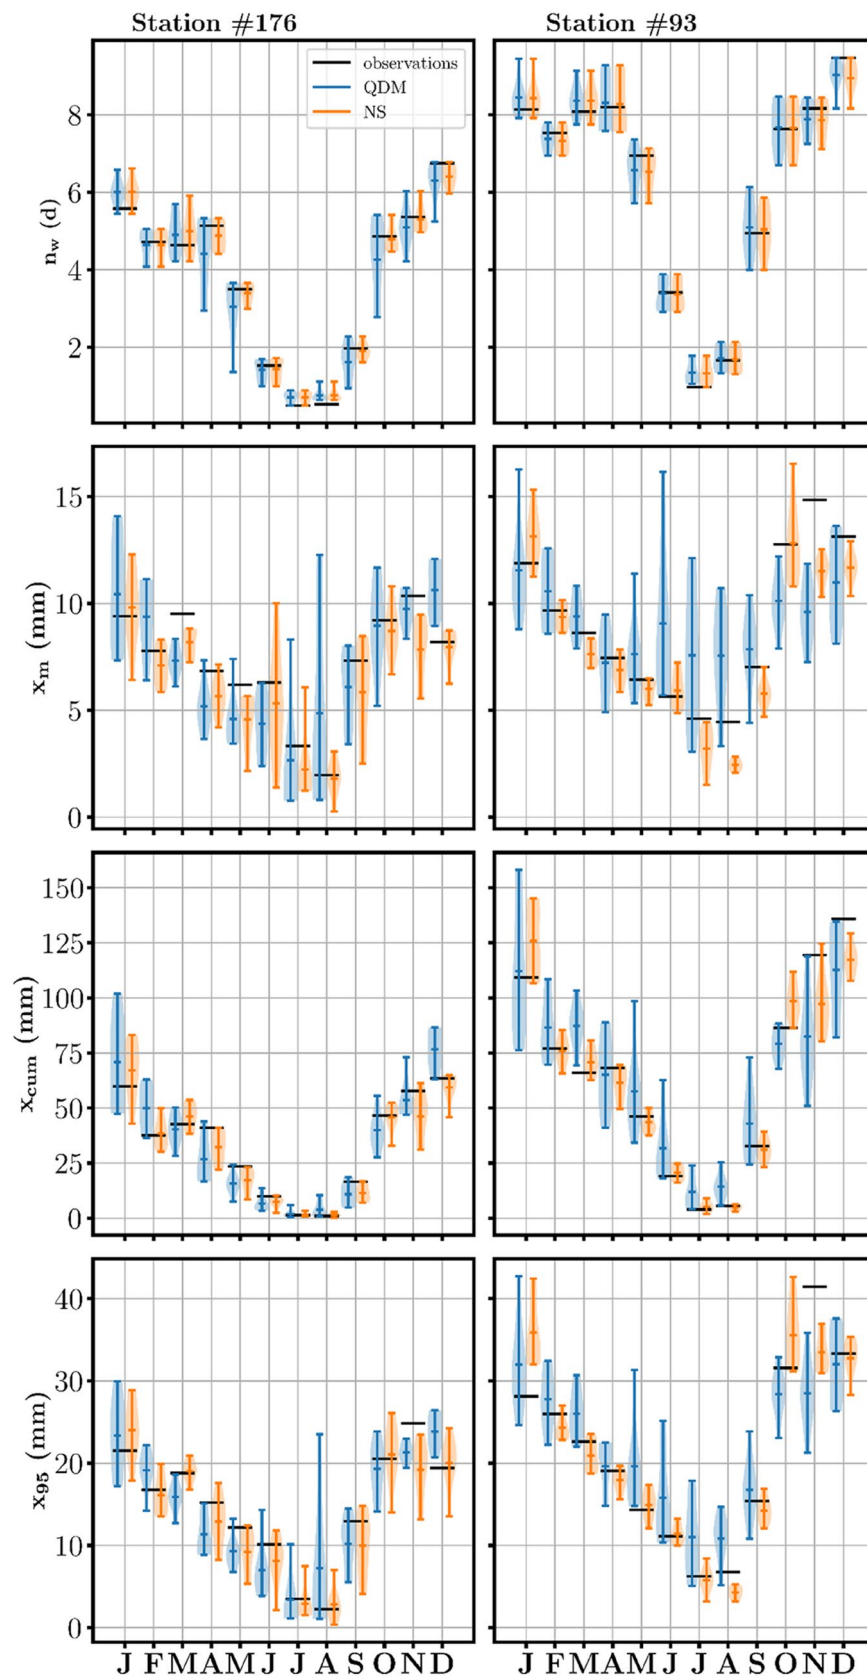 Station #176 Station #93
observations
QDM
NS
n_w (d)
8
6
4
2
x_m (mm)
15
10
5
0
x_cum (mm)
150
125
100
75
50
25
0
x_95 (mm)
40
30
20
10
0
J F M A M J J A S O N D J F M A M J J A S O N D